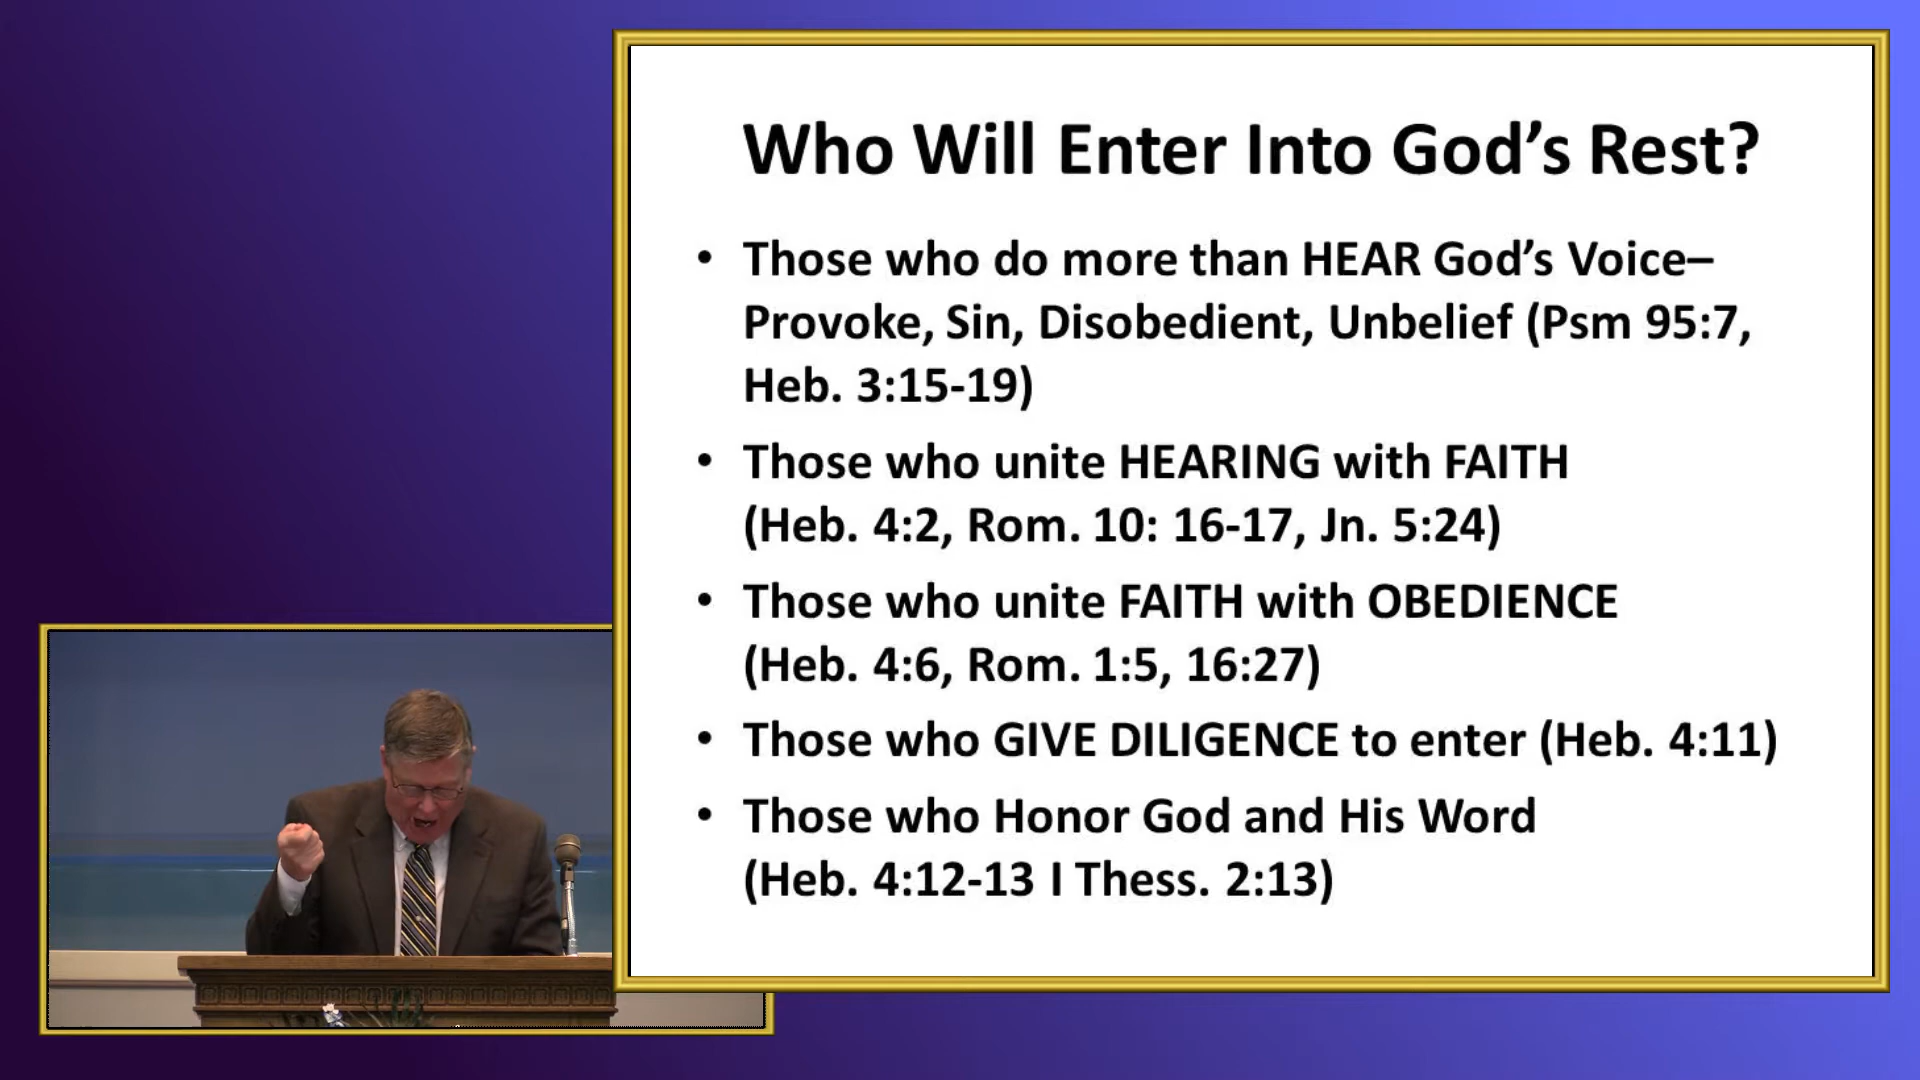 Who Will Enter Into God’s Rest?
• Those who do more than HEAR God’s Voice–
Provoke, Sin, Disobedient, Unbelief (Psm 95:7,
Heb. 3:15-19)
• Those who unite HEARING with FAITH
(Heb. 4:2, Rom. 10: 16-17, Jn. 5:24)
• Those who unite FAITH with OBEDIENCE
(Heb. 4:6, Rom. 1:5, 16:27)
• Those who GIVE DILIGENCE to enter (Heb. 4:11)
• Those who Honor God and His Word
(Heb. 4:12-13 I Thess. 2:13)